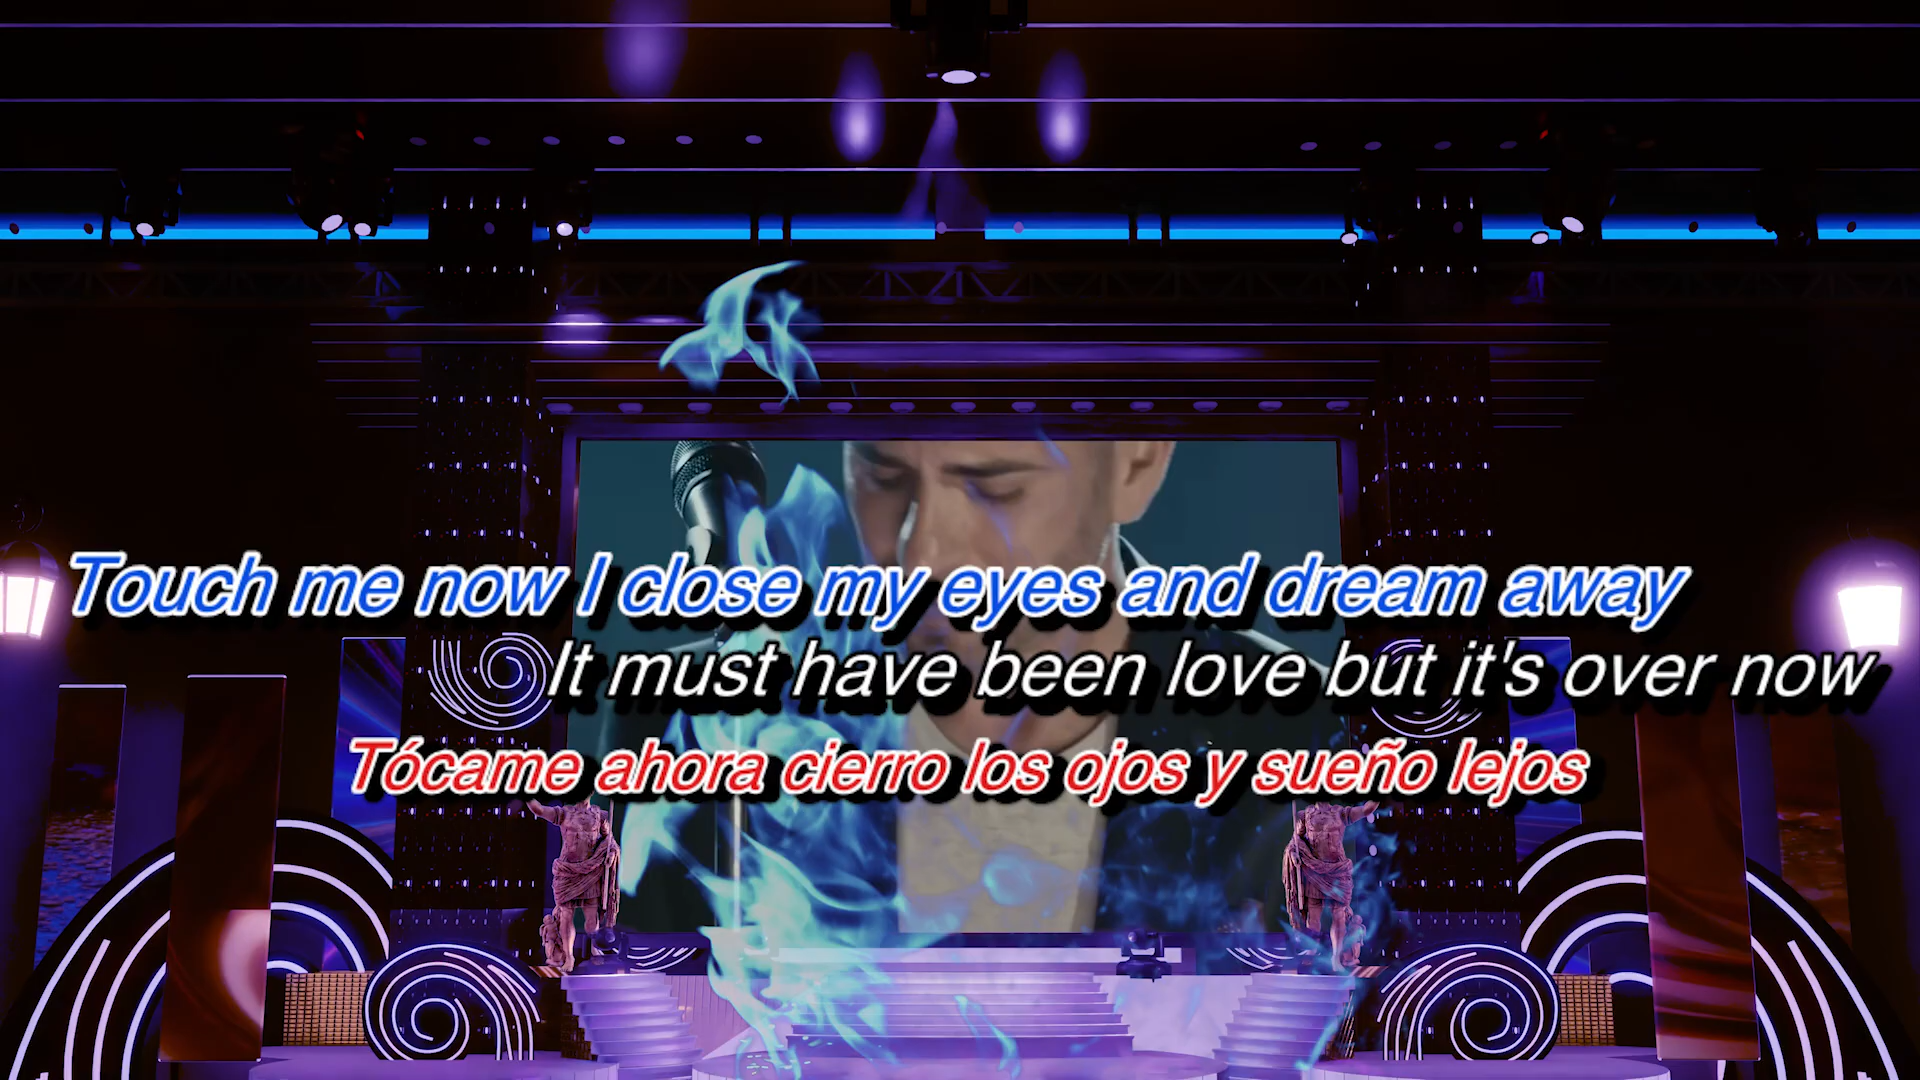 Touch me now I close my eyes and dream away
It must have been love but it's over now
Tócame ahora cierro los ojos y sueño lejos